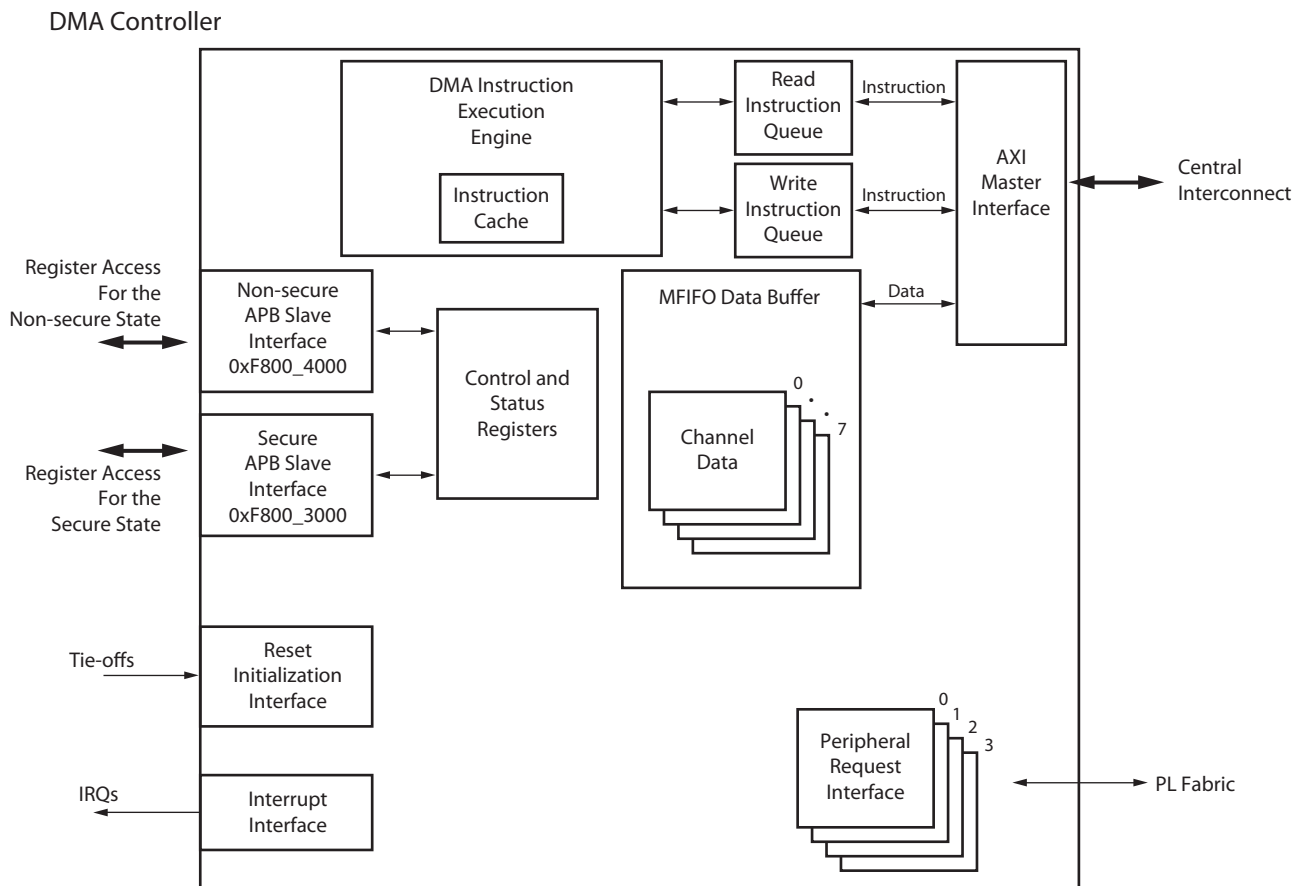 DMA Controller
DMA Instruction
Execution
Engine
Instruction
Cache
Read
Instruction
Queue
Instruction
Write
Instruction
Queue
Instruction
AXI
Master
Interface
Central
Interconnect
Register Access
For the
Non-secure State
Non-secure
APB Slave
Interface
0xF800_4000
Control and
Status
Registers
MFIFO Data Buffer
Data
Channel
Data
0
.
.
7
Secure
APB Slave
Interface
0xF800_3000
Register Access
For the
Secure State
Tie-offs
Reset
Initialization
Interface
IRQs
Interrupt
Interface
Peripheral
Request
Interface
0
1
2
3
PL Fabric